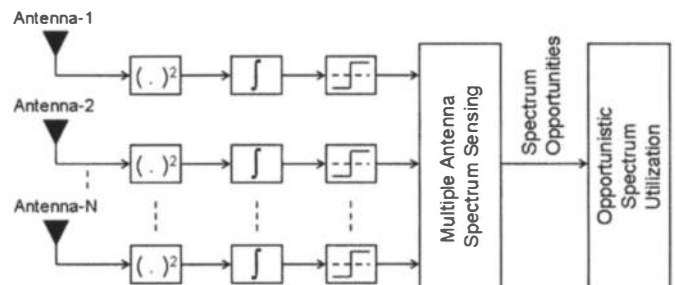 Antenna-1
( . )² ∫
Antenna-2
( . )² ∫
Antenna-N
( . )² ∫
Multiple Antenna
Spectrum Sensing
Spectrum
Opportunities
Opportunistic
Spectrum
Utilization